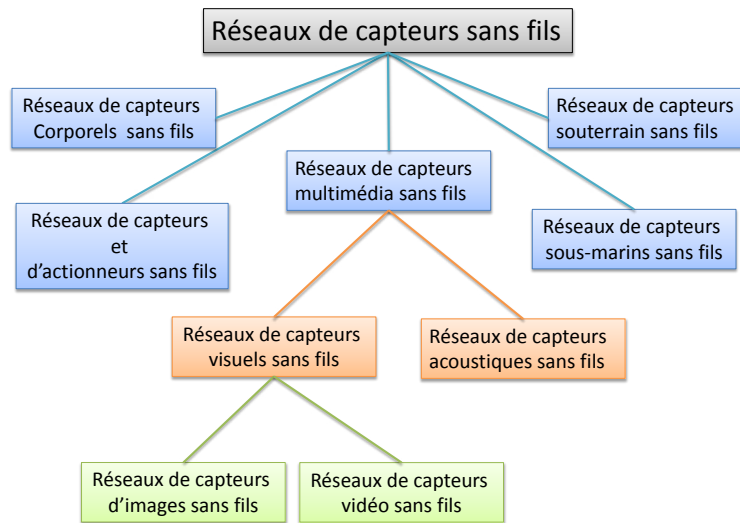 Réseaux de capteurs sans fils
Réseaux de capteurs
Corporels sans fils
Réseaux de capteurs
souterrain sans fils
Réseaux de capteurs
multimédia sans fils
Réseaux de capteurs
et
d'actionneurs sans fils
Réseaux de capteurs
sous-marins sans fils
Réseaux de capteurs
visuels sans fils
Réseaux de capteurs
acoustiques sans fils
Réseaux de capteurs
d'images sans fils
Réseaux de capteurs
vidéo sans fils